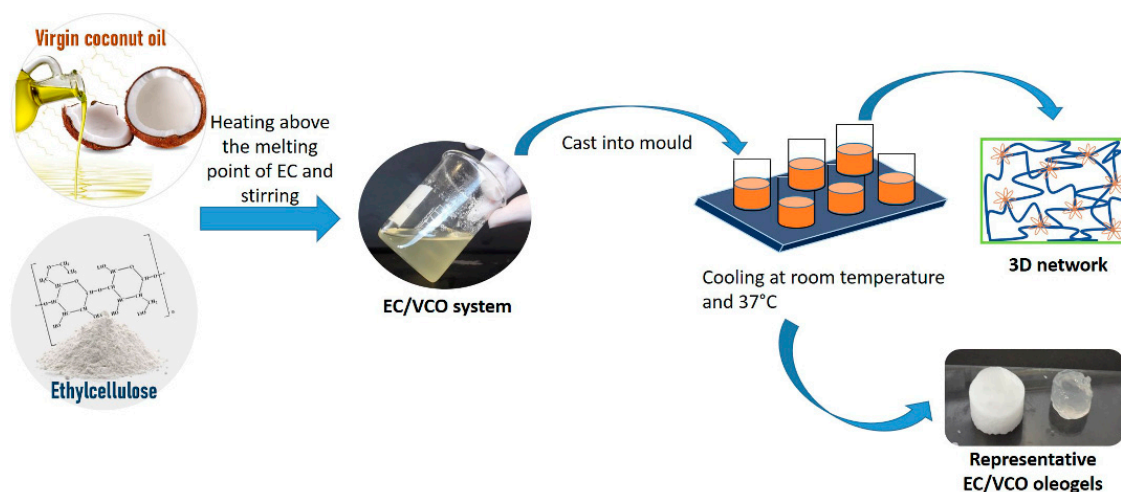 Virgin coconut oil
Heating above
the melting
point of EC and
stirring
Ethylcellulose
EC/VCO system
Cast into mould
Cooling at room temperature
and 37°C
3D network
Representative
EC/VCO oleogels